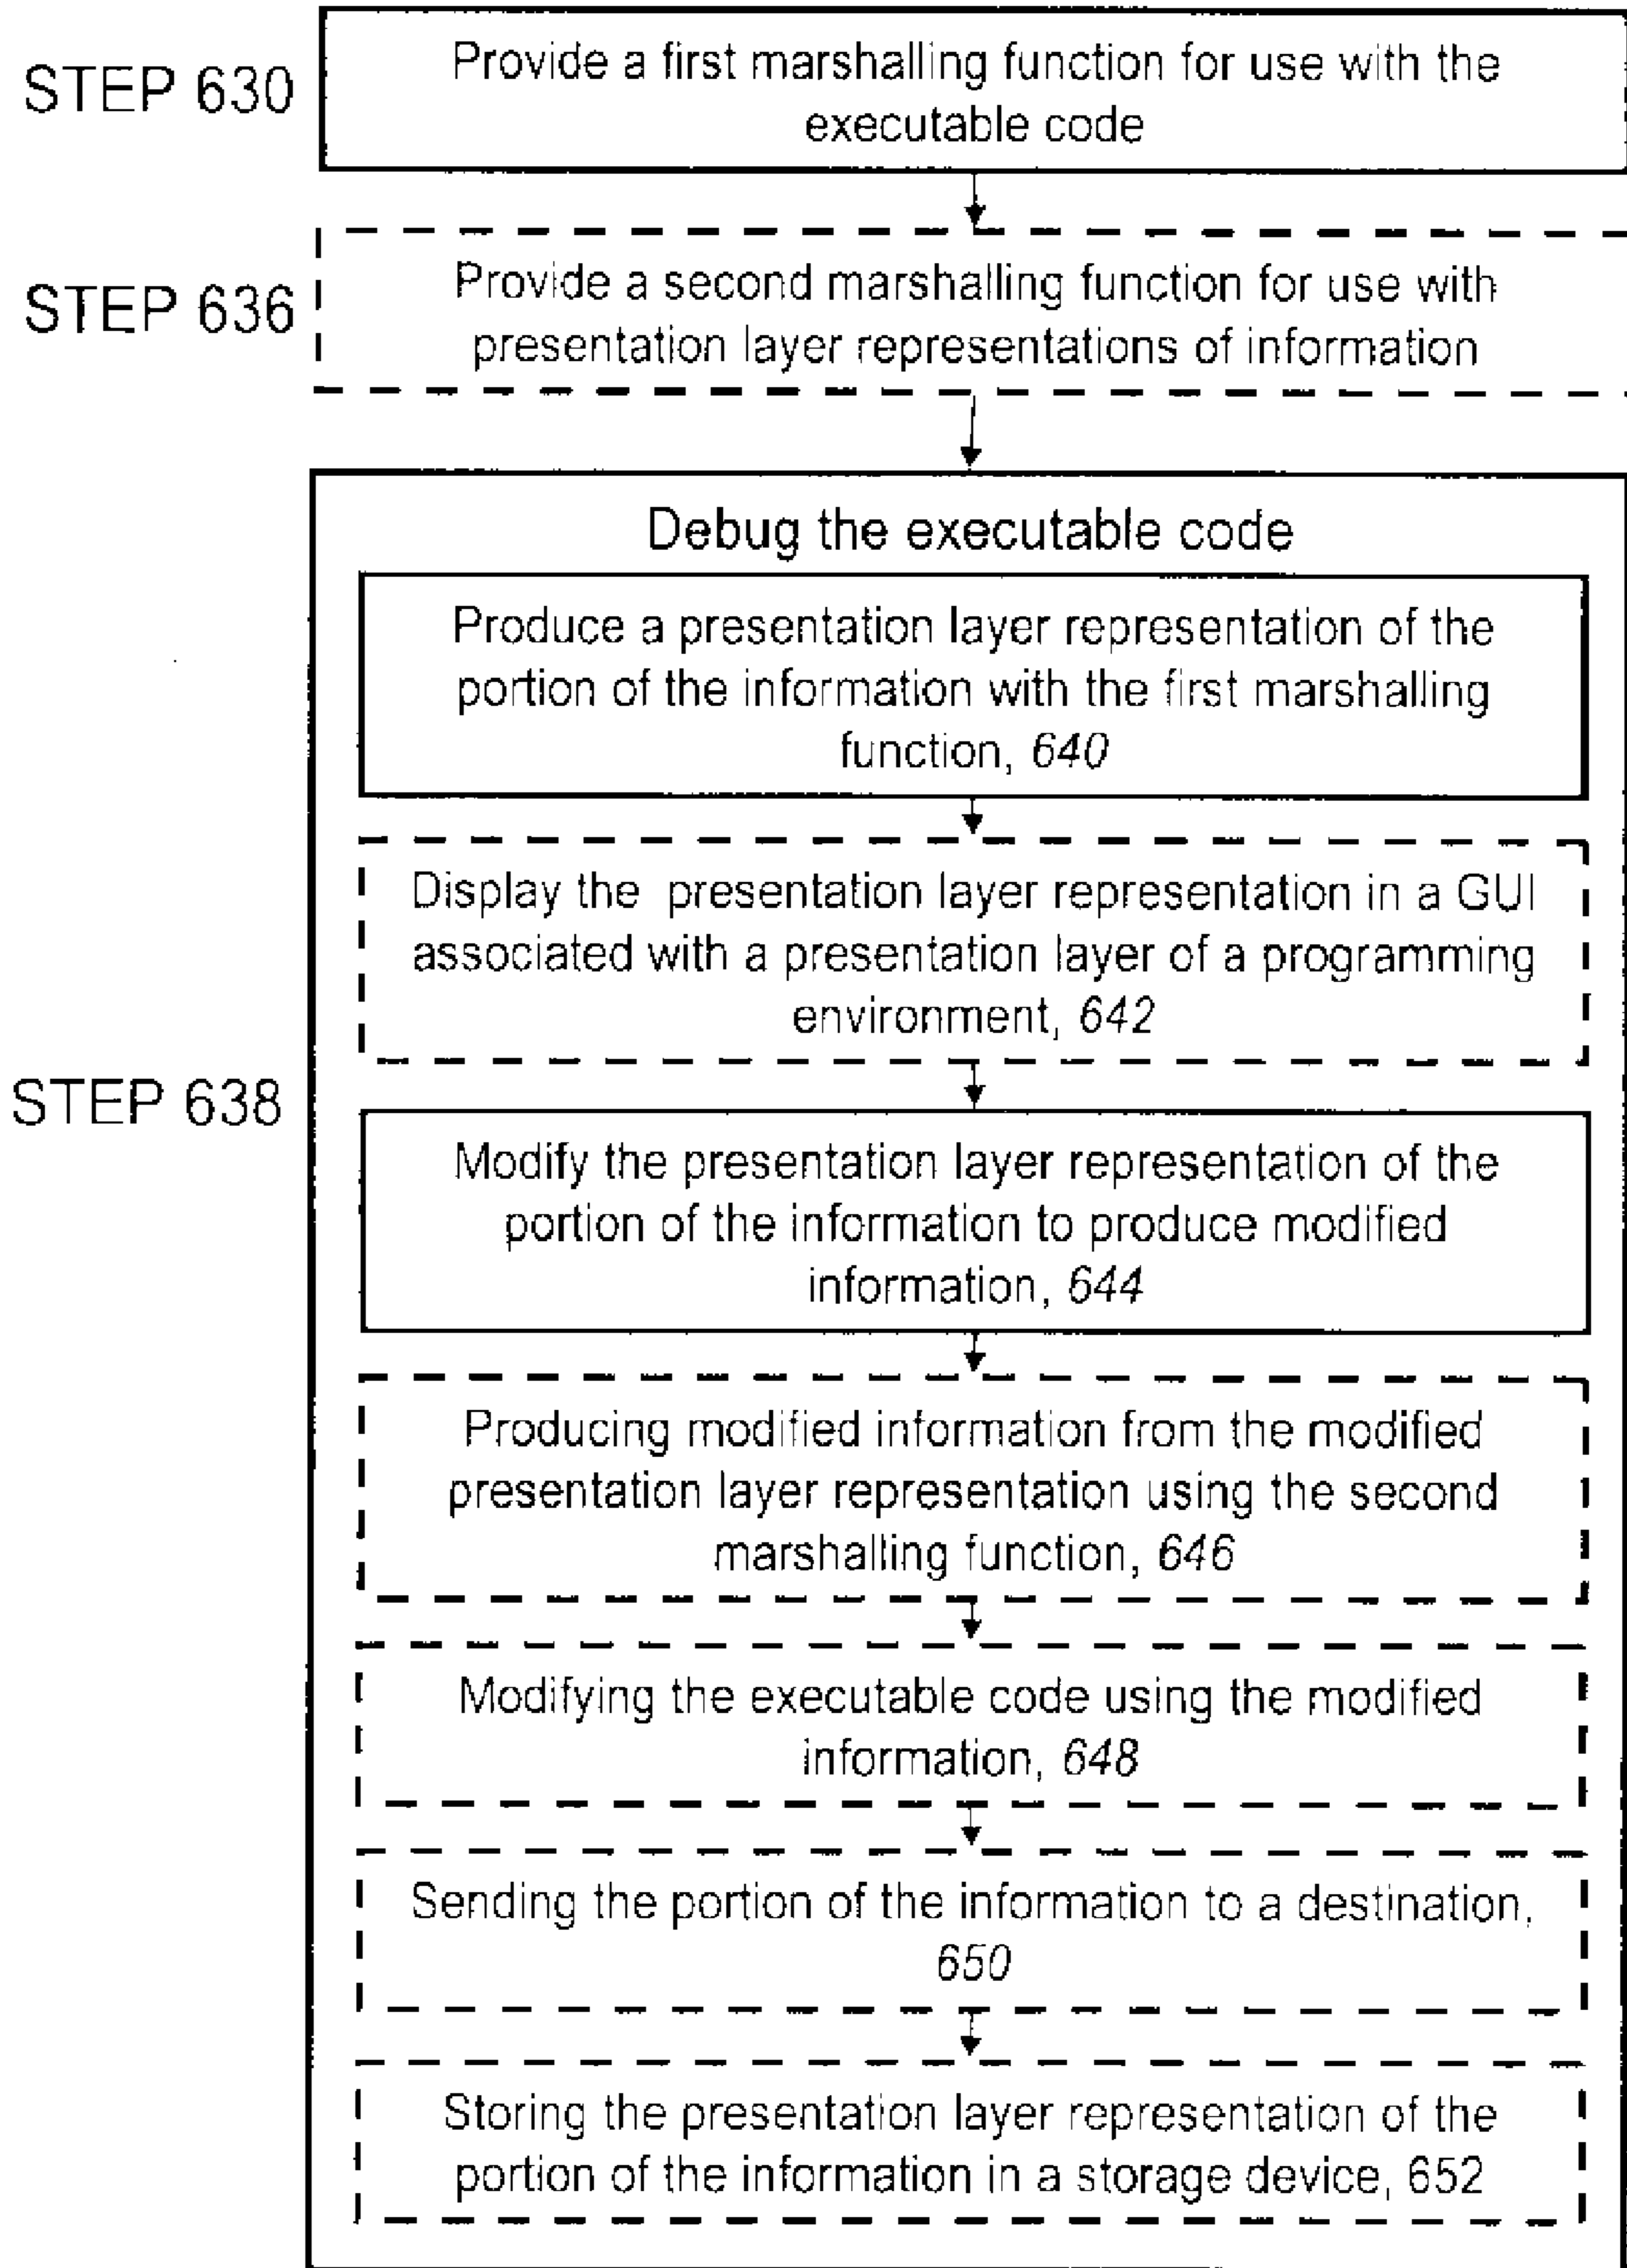 STEP 630
Provide a first marshalling function for use with the
executable code
STEP 636
Provide a second marshalling function for use with
presentation layer representations of information
STEP 638
Debug the executable code
Produce a presentation layer representation of the
portion of the information with the first marshalling
function, 640
Display the presentation layer representation in a GUI
associated with a presentation layer of a programming
environment, 642
Modify the presentation layer representation of the
portion of the information to produce modified
information, 644
Producing modified information from the modified
presentation layer representation using the second
marshalling function, 646
Modifying the executable code using the modified
information, 648
Sending the portion of the information to a destination,
650
Storing the presentation layer representation of the
portion of the information in a storage device, 652